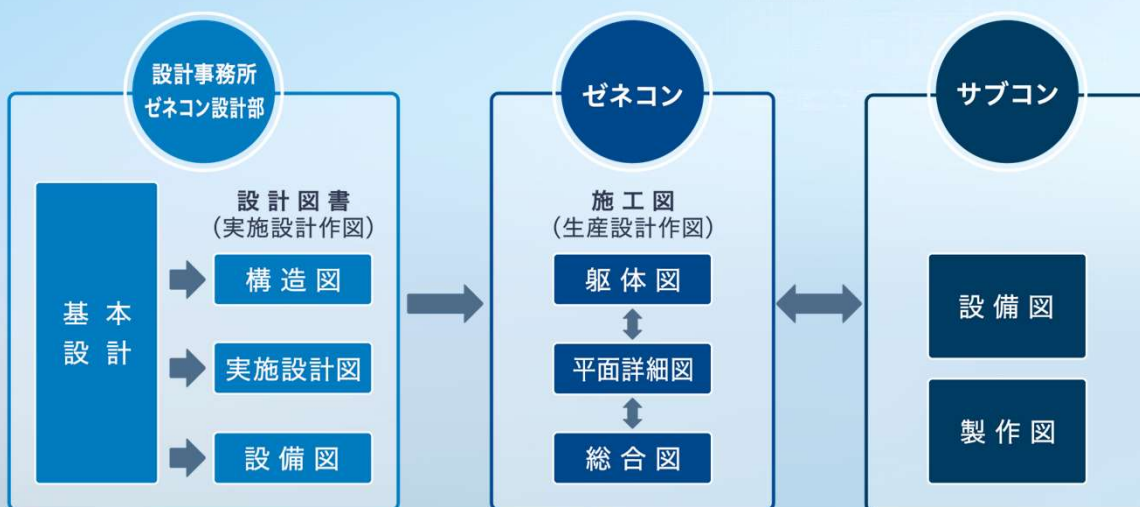 設計事務所
ゼネコン設計部
基本
設計
設計図書
（実施設計作図）
構造図
実施設計図
設備図
ゼネコン
施工図
（生産設計作図）
躯体図
平面詳細図
総合図
サブコン
設備図
製作図